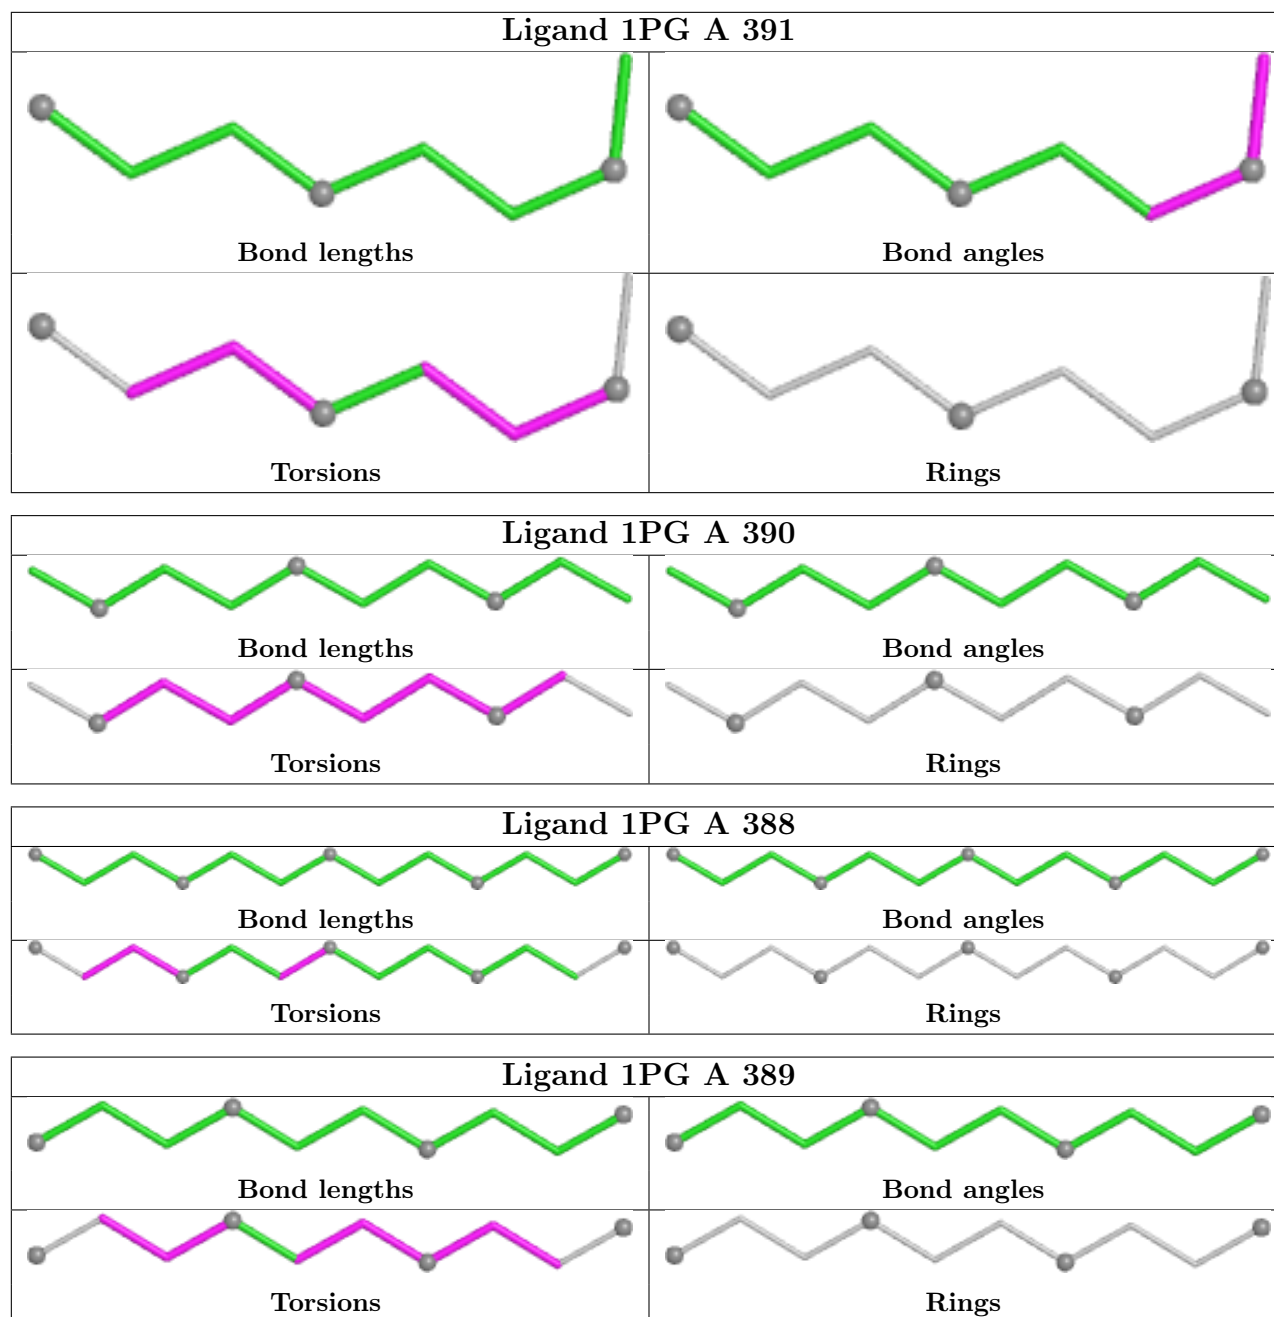 Ligand 1PG A 391
Bond lengths
Bond angles
Torsions
Rings
Ligand 1PG A 390
Bond lengths
Bond angles
Torsions
Rings
Ligand 1PG A 388
Bond lengths
Bond angles
Torsions
Rings
Ligand 1PG A 389
Bond lengths
Bond angles
Torsions
Rings